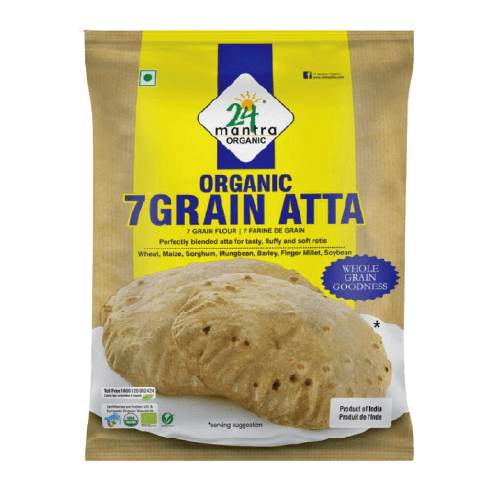 24
mantra
ORGANIC
ORGANIC
7GRAIN ATTA
7 GRAIN FLOUR | 7 FARINE DE GRAIN
Perfectly blended atta for tasty, fluffy and soft rotis
Wheat, Maize, Sorghum, Mungbean, Barley, Finger Millet, Soybean
WHOLE
GRAIN
GOODNESS
*
Product of India
Produit de l'Inde
*serving suggestion